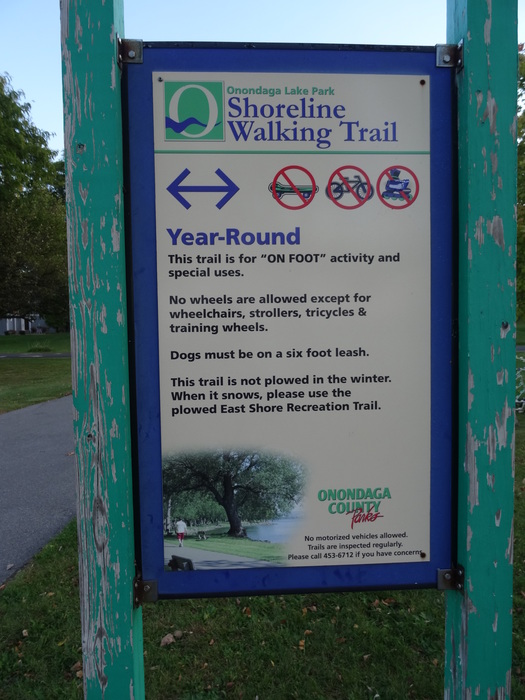 Onondaga Lake Park
Shoreline
Walking Trail
Year-Round
This trail is for “ON FOOT” activity and
special uses.
No wheels are allowed except for
wheelchairs, strollers, tricycles &
training wheels.
Dogs must be on a six foot leash.
This trail is not plowed in the winter.
When it snows, please use the
plowed East Shore Recreation Trail.
ONONDAGA
COUNTY
Parks
No motorized vehicles allowed.
Trails are inspected regularly.
Please call 453-6712 if you have concern